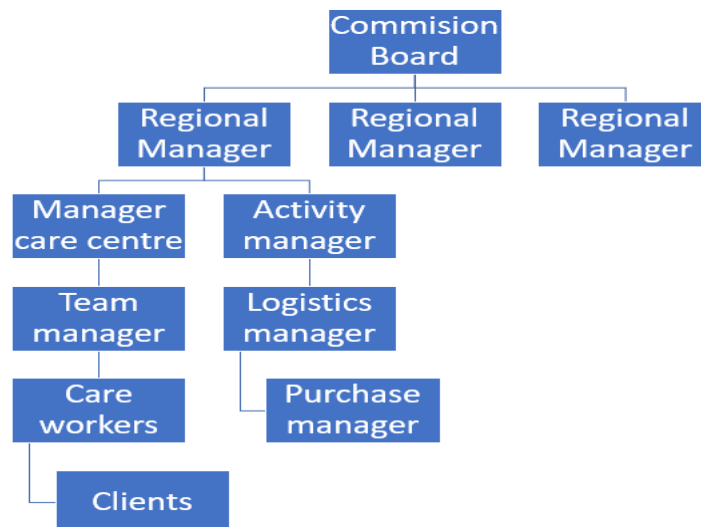 Commision
Board
Regional
Manager
Regional
Manager
Regional
Manager
Manager
care centre
Activity
manager
Team
manager
Logistics
manager
Care
workers
Purchase
manager
Clients